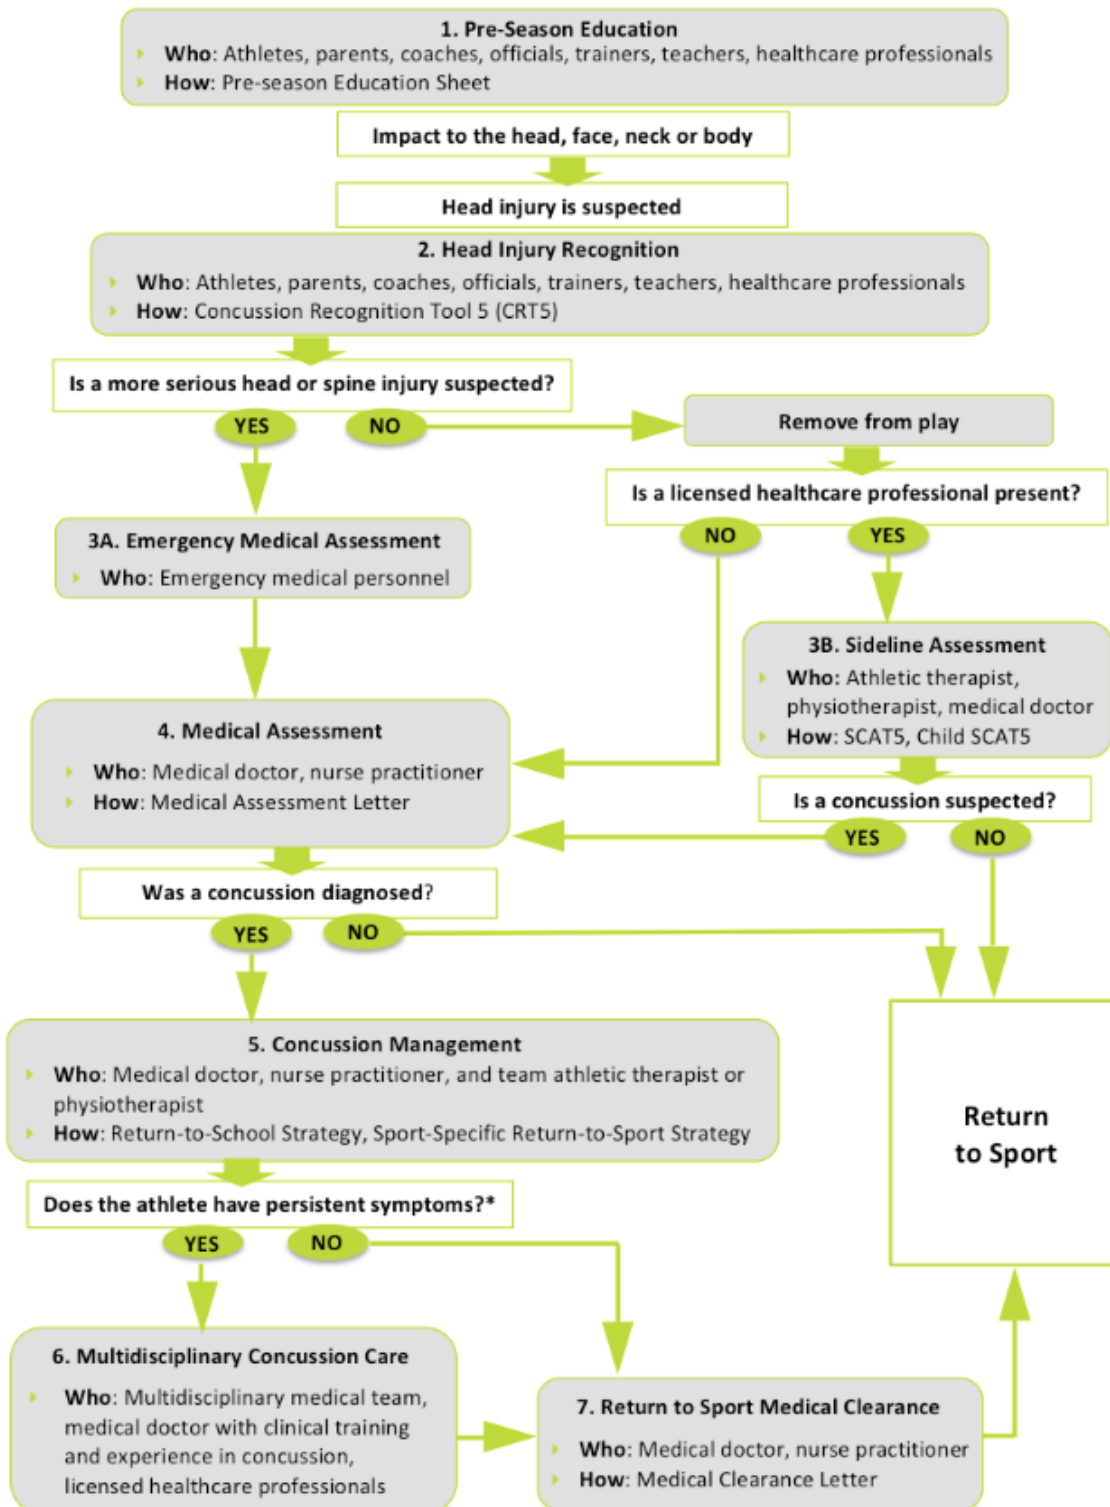 1. Pre-Season Education
Who: Athletes, parents, coaches, officials, trainers, teachers, healthcare professionals
How: Pre-season Education Sheet
Impact to the head, face, neck or body
Head injury is suspected
2. Head Injury Recognition
Who: Athletes, parents, coaches, officials, trainers, teachers, healthcare professionals
How: Concussion Recognition Tool 5 (CRT5)
Is a more serious head or spine injury suspected?
YES
NO
Remove from play
Is a licensed healthcare professional present?
NO
YES
3A. Emergency Medical Assessment
Who: Emergency medical personnel
3B. Sideline Assessment
Who: Athletic therapist,
physiotherapist, medical doctor
How: SCAT5, Child SCAT5
4. Medical Assessment
Who: Medical doctor, nurse practitioner
How: Medical Assessment Letter
Is a concussion suspected?
YES
NO
Was a concussion diagnosed?
YES
NO
5. Concussion Management
Who: Medical doctor, nurse practitioner, and team athletic therapist or
physiotherapist
How: Return-to-School Strategy, Sport-Specific Return-to-Sport Strategy
Return
to Sport
Does the athlete have persistent symptoms?*
YES
NO
6. Multidisciplinary Concussion Care
Who: Multidisciplinary medical team,
medical doctor with clinical training
and experience in concussion,
licensed healthcare professionals
7. Return to Sport Medical Clearance
Who: Medical doctor, nurse practitioner
How: Medical Clearance Letter